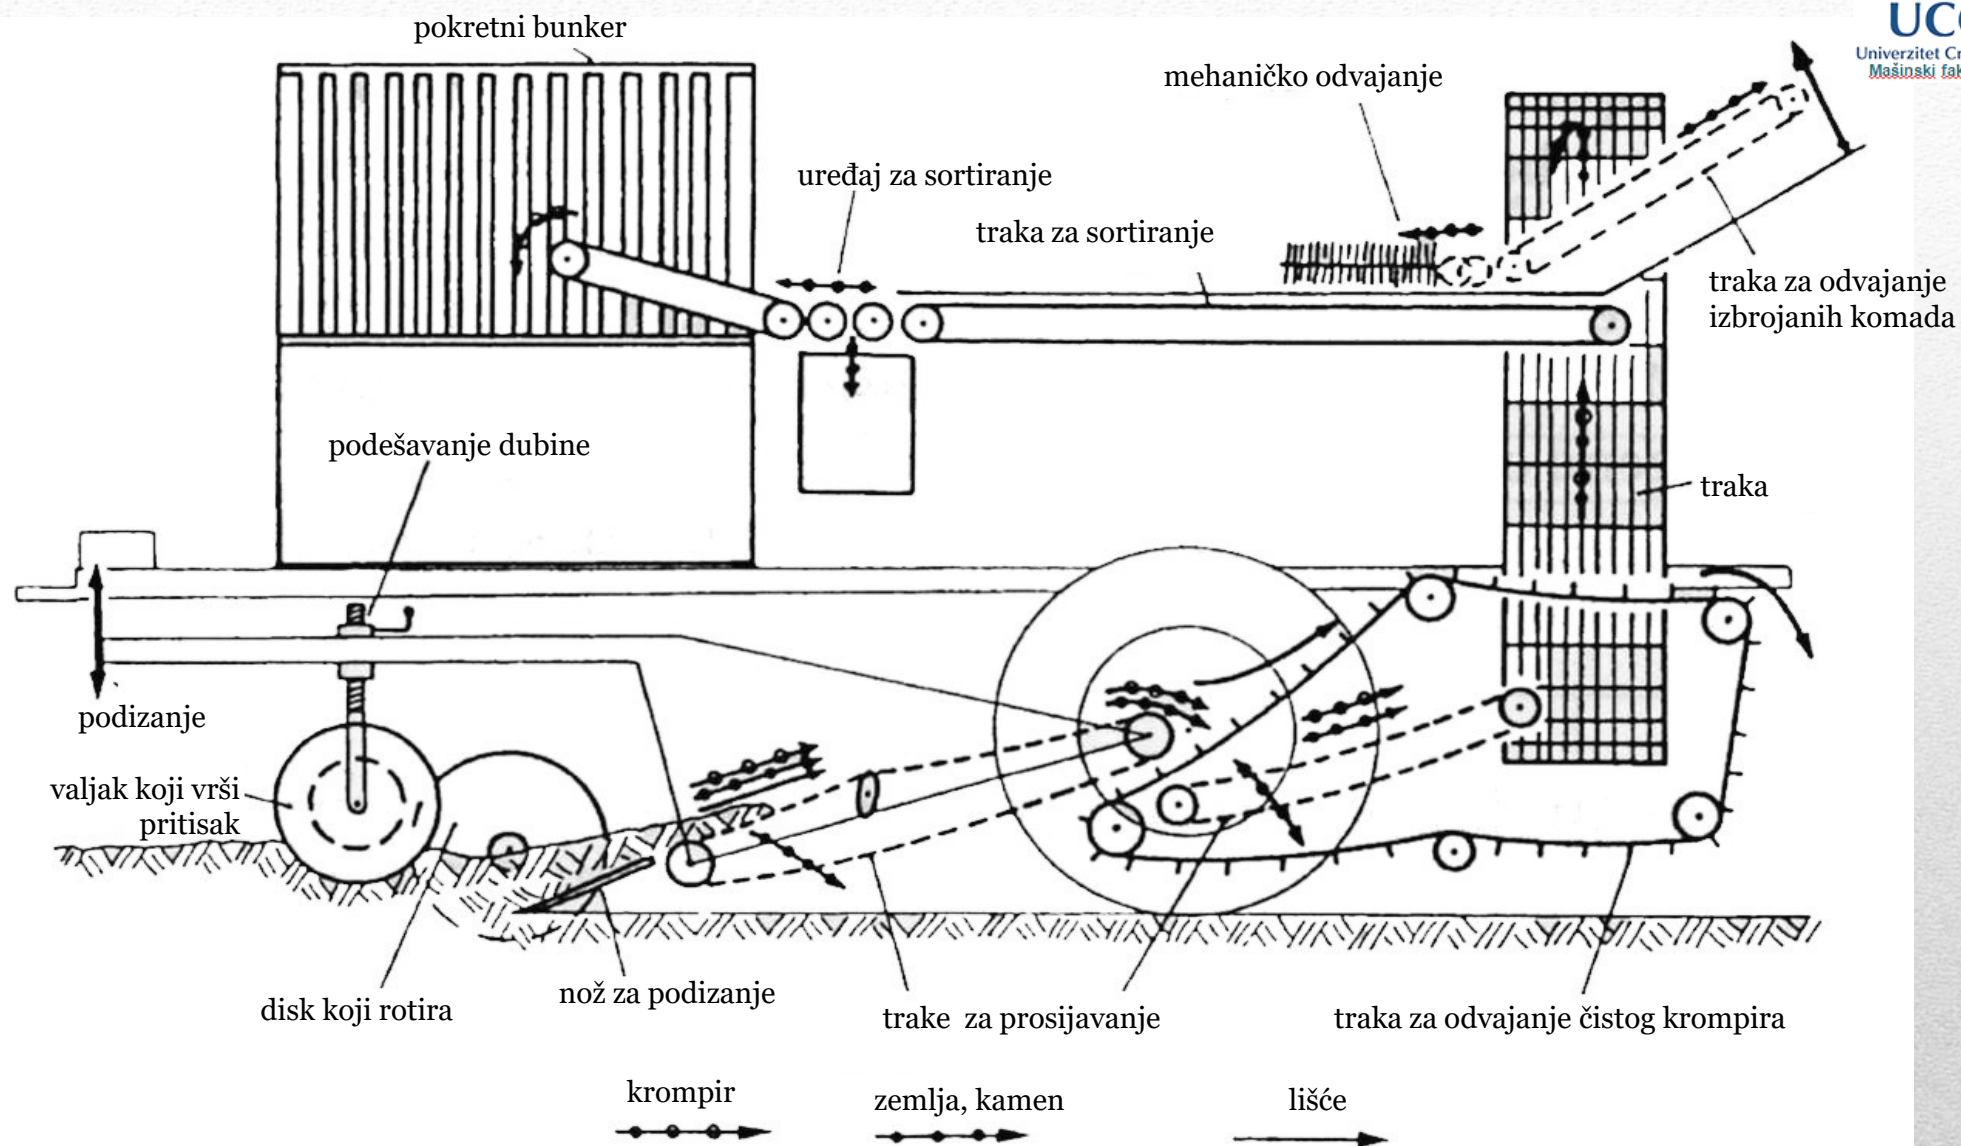 pokretni bunker
mehaničko odvajanje
uređaj za sortiranje
traka za sortiranje
traka za odvajanje
izbrojanih komada
podešavanje dubine
traka
podizanje
valjak koji vrši
pritisak
disk koji rotira
nož za podizanje
trake za prosijavanje
traka za odvajanje čistog krompira
krompir
zemlja, kamen
lišće
Univerzitet
Mašinski